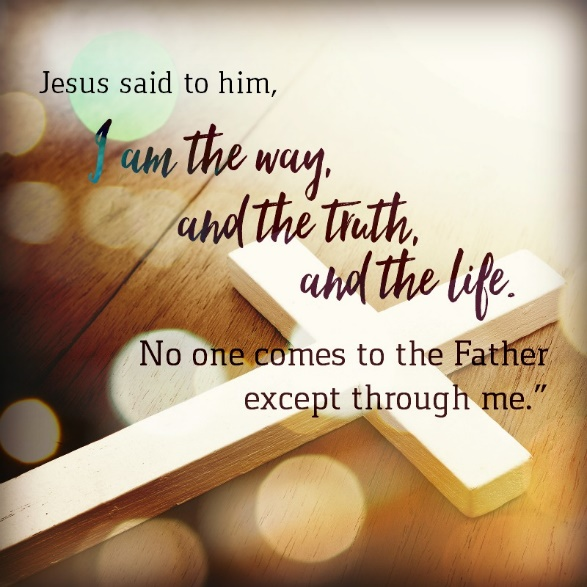 Jesus said to him,
I am the way,
and the truth,
and the life.
No one comes to the Father
except through me.”